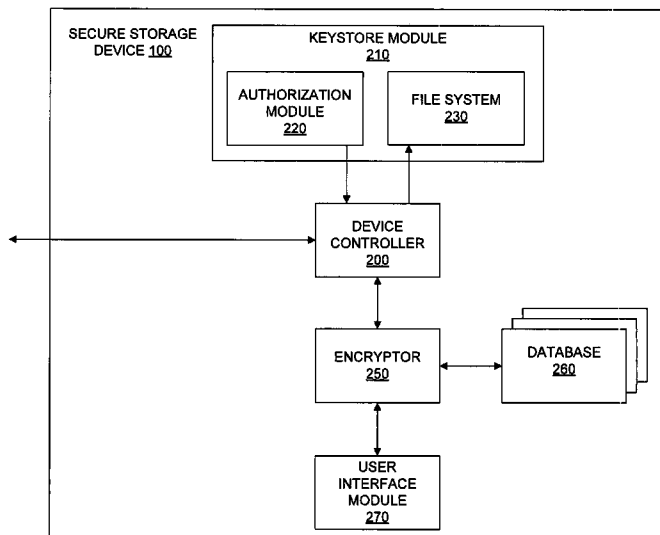 SECURE STORAGE
DEVICE 100
KEYSTORE MODULE
210
AUTHORIZATION
MODULE
220
FILE SYSTEM
230
DEVICE
CONTROLLER
200
ENCRYPTOR
250
DATABASE
260
USER
INTERFACE
MODULE
270